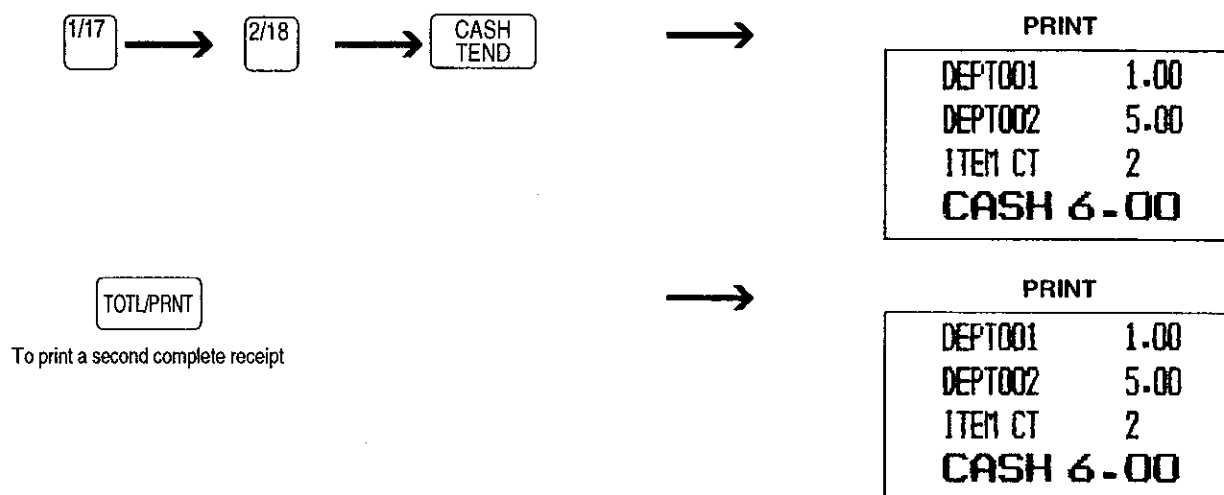 1/17 2/18 CASH TEND
PRINT
DEPT001 1.00
DEPT002 5.00
ITEM CT 2
CASH 6.00
TOTL/PRNT
To print a second complete receipt
PRINT
DEPT001 1.00
DEPT002 5.00
ITEM CT 2
CASH 6.00